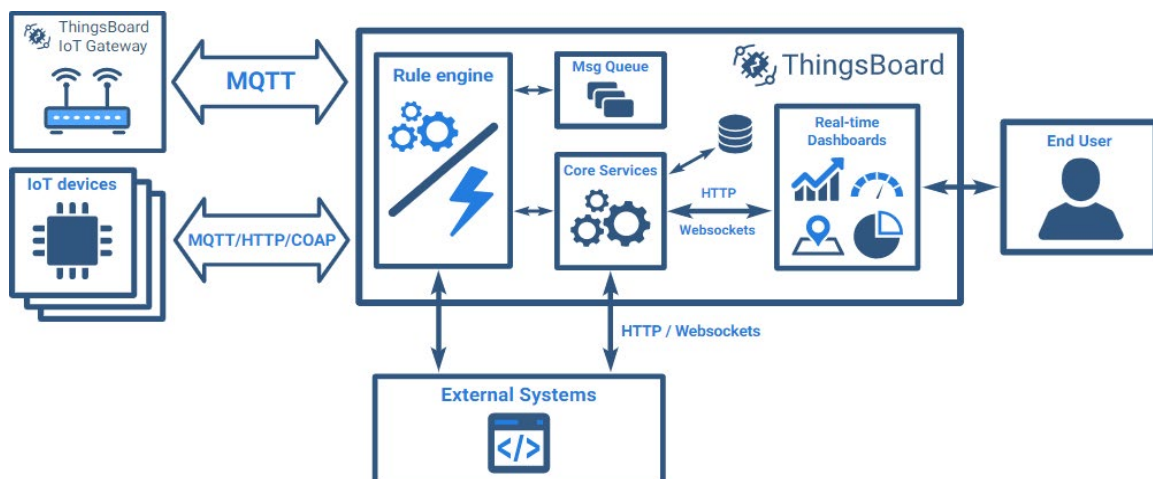 ThingsBoard
IoT Gateway
MQTT
IoT devices
MQTT/HTTP/COAP
Rule engine
Msg Queue
ThingsBoard
Core Services
HTTP
Websockets
Real-time
Dashboards
End User
HTTP / Websockets
External Systems
</>